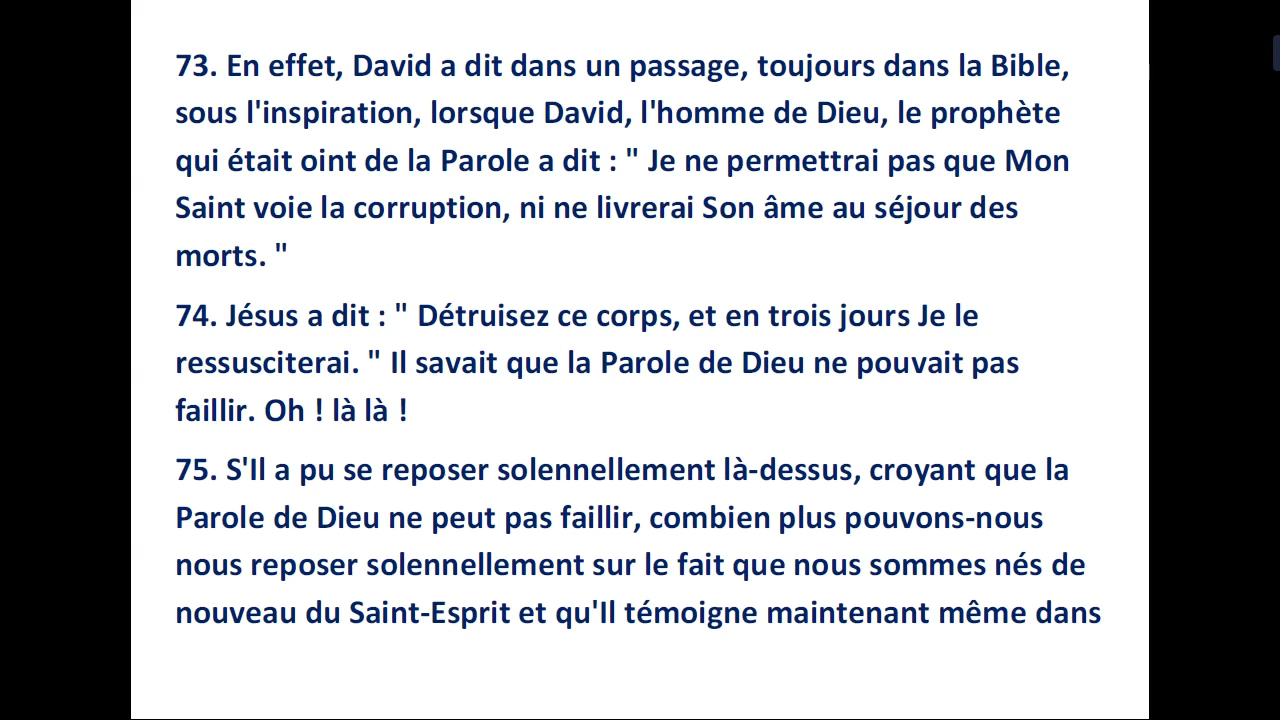 73. En effet, David a dit dans un passage, toujours dans la Bible,
sous l'inspiration, lorsque David, l'homme de Dieu, le prophète
qui était oint de la Parole a dit : " Je ne permettrai pas que Mon
Saint voie la corruption, ni ne livrerai Son âme au séjour des
morts. "
74. Jésus a dit : " Détruisez ce corps, et en trois jours Je le
ressusciterai. " Il savait que la Parole de Dieu ne pouvait pas
faillir. Oh ! là là !
75. S'Il a pu se reposer solennellement là-dessus, croyant que la
Parole de Dieu ne peut pas faillir, combien plus pouvons-nous
nous reposer solennellement sur le fait que nous sommes nés de
nouveau du Saint-Esprit et qu'Il témoigne maintenant même dans